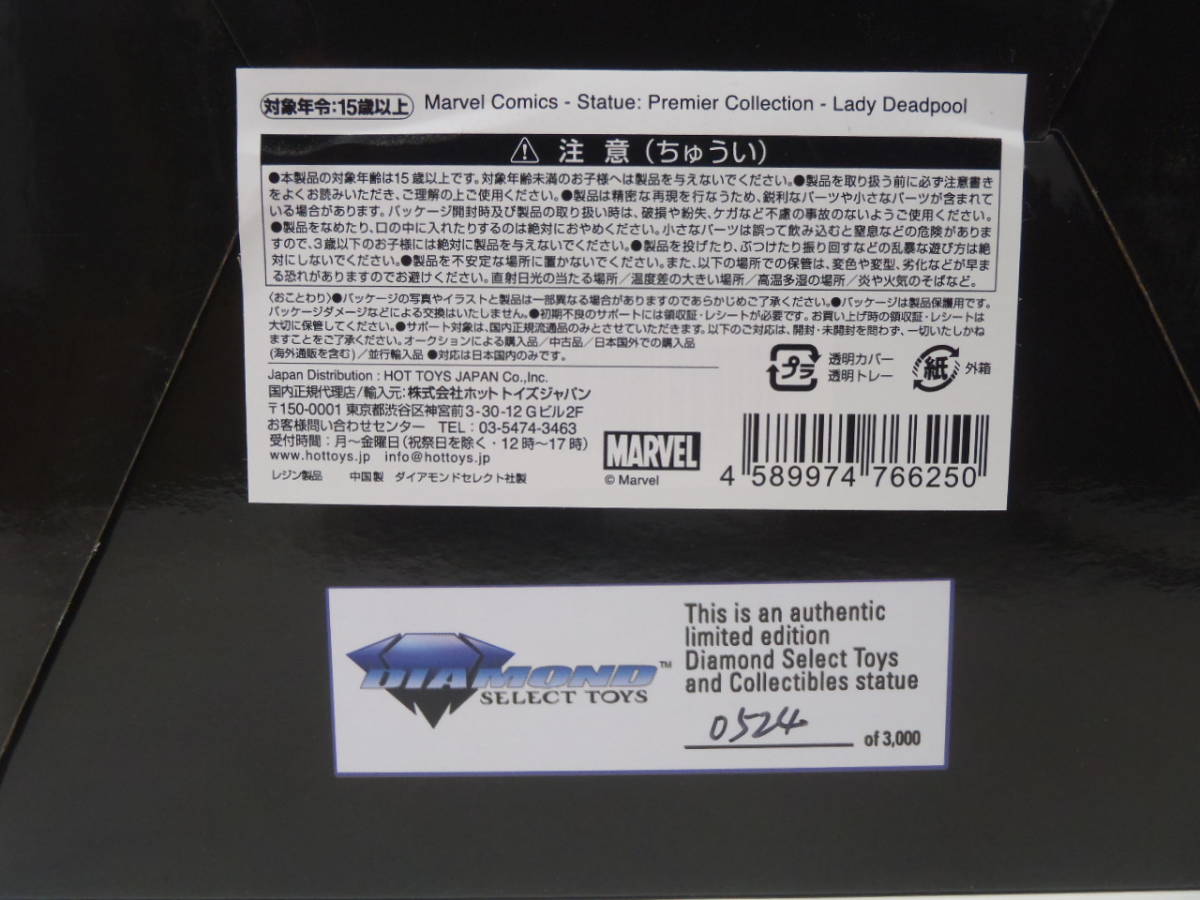 対象年令:15歳以上 Marvel Comics - Statue: Premier Collection - Lady Deadpool
注 意 (ちゅうい)
●本製品の対象年齢は15歳以上です。対象年齢未満のお子様へは製品を与えないでください。●製品を取り扱う前に必ず注意書き
をよくお読みいただき、ご理解の上ご使用ください。●製品は精密な再現を行なうため、鋭利なパーツや小さなパーツが含まれて
いる場合があります。パッケージ開封時及び製品の取り扱い時は、破損や紛失、ケガなど不慮の事故のないようご使用ください。
●製品をなめたり、口の中に入れたりするのは絶対におやめください。小さなパーツは誤って飲み込むと窒息などの危険がありま
すので、3歳以下のお子様には絶対に製品を与えないでください。●製品を投げたり、ぶつけたり振り回すなどの乱暴な遊び方は絶
対にしないでください。●製品を不安定な場所に置かないでください。また、以下の場所での保管は、変色や変型、劣化などが早ま
る恐れがありますのでお避けください。直射日光の当たる場所/温度差の大きい場所/高温多湿の場所/炎や火気のそばなど。
〈おことわり〉●パッケージの写真やイラストと製品は一部異なる場合がありますのであらかじめご了承ください。●パッケージは製品保護用です。
パッケージダメージなどによる交換はいたしません。●初期不良のサポートには領収証・レシートが必要です。お買い上げ時の領収証・レシートは
大切に保管してください。●サポート対象は、国内正規流通品のみとさせていただきます。以下のご対応は、開封・未開封を問わず、一切いたしかね
ますことをご了承ください。オークションによる購入品/中古品/日本国外での購入品
(海外通販を含む)/並行輸入品 ●対応は日本国内のみです。
プラ 透明カバー
透明トレー
紙 外箱
Japan Distribution : HOT TOYS JAPAN Co.,Inc.
国内正規代理店/輸入元:株式会社ホットトイズジャパン
〒150-0001 東京都渋谷区神宮前3-30-12 Gビル2F
お客様問い合わせセンター TEL : 03-5474-3463
受付時間:月~金曜日(祝祭日を除く・12時~17時)
www.hottoys.jp info@hottoys.jp
レジン製品 中国製 ダイアモンドセレクト社製
MARVEL
© Marvel
4 589974 766250
DIAMOND™
SELECT TOYS
This is an authentic
limited edition
Diamond Select Toys
and Collectibles statue
0524 of 3,000